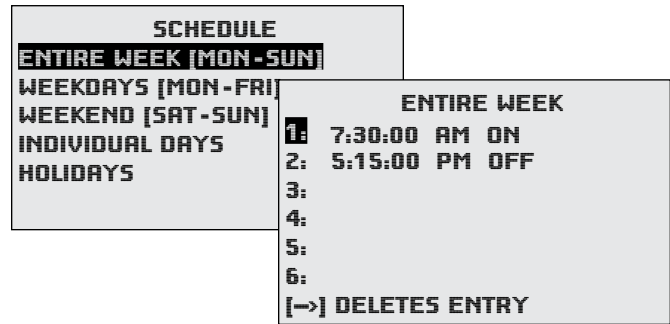 SCHEDULE
ENTIRE WEEK [MON-SUN]
WEEKDAYS [MON-FRI]
WEEKEND [SAT-SUN]
INDIVIDUAL DAYS
HOLIDAYS
ENTIRE WEEK
1: 7:30:00 AM ON
2: 5:15:00 PM OFF
3:
4:
5:
6:
[-->] DELETES ENTRY